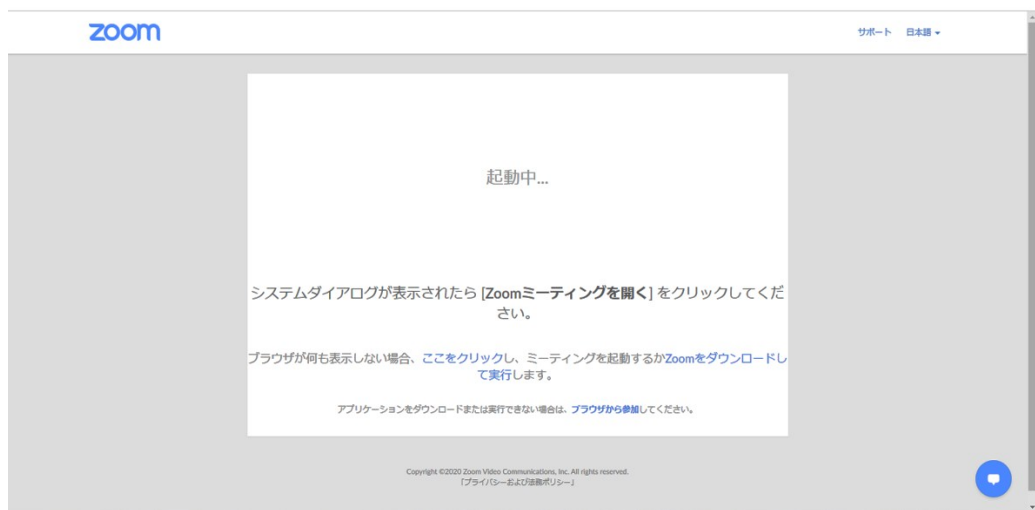 zoom
サポート 日本語
起動中...
システムダイアログが表示されたら [Zoomミーティングを開く] をクリックしてくだ
さい。
ブラウザが何も表示しない場合、ここをクリックし、ミーティングを起動するかZoomをダウンロードし
て実行します。
アプリケーションをダウンロードまたは実行できない場合は、ブラウザから参加してください。
Copyright ©2020 Zoom Video Communications, Inc. All rights reserved.
「プライバシーおよび法務ポリシー」